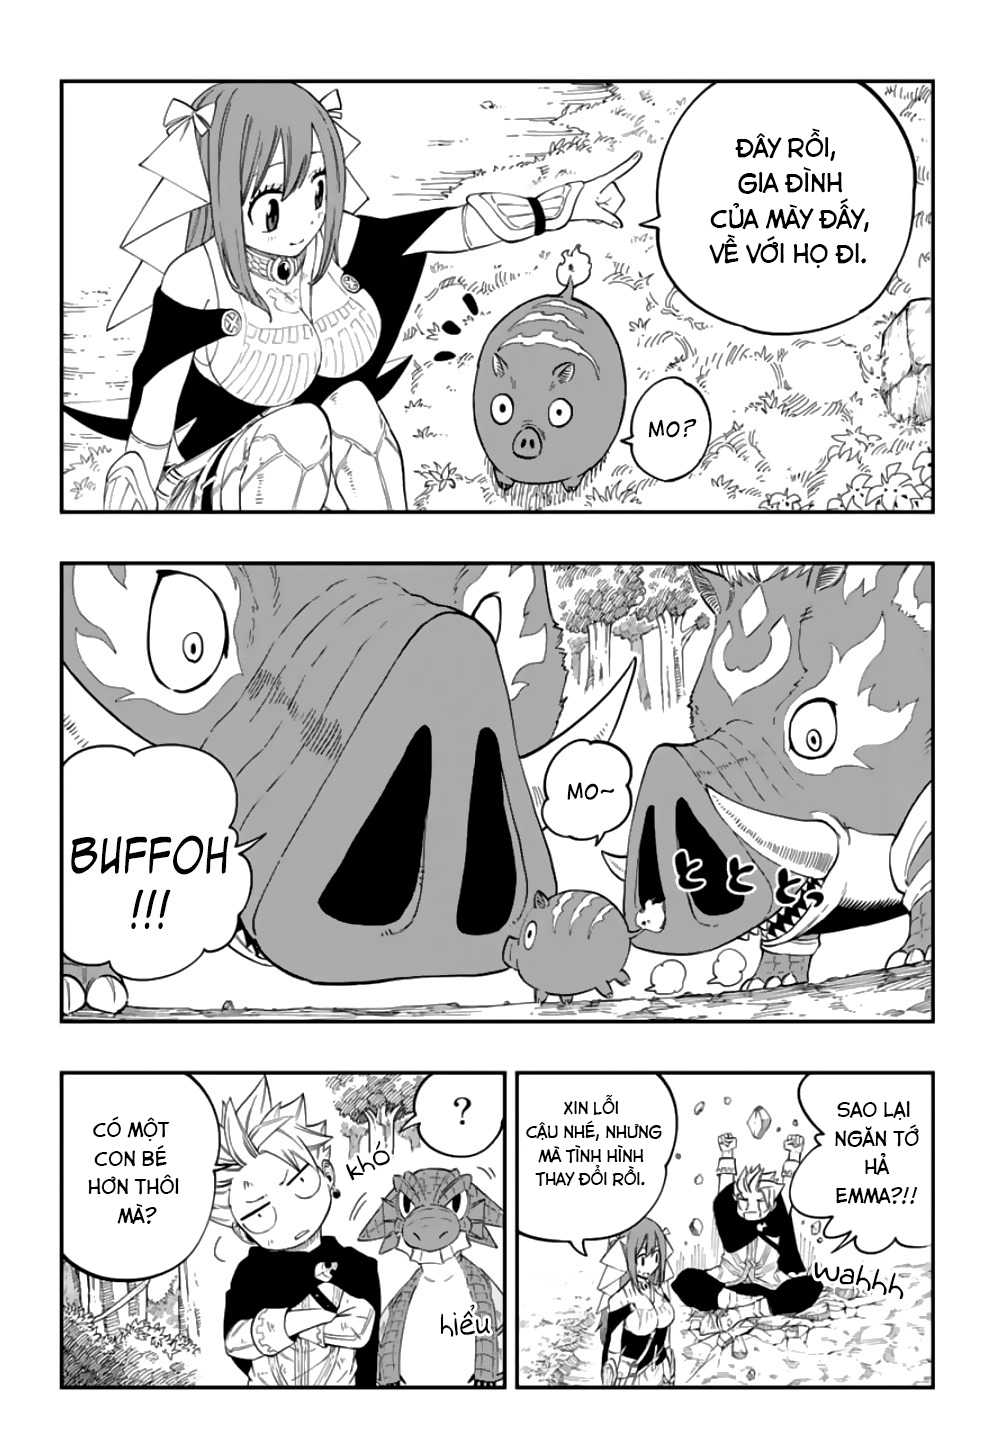 ĐÂY RỒI,
GIA ĐÌNH
CỦA MÀY ĐẤY,
VỀ VỚI HỌ ĐI.
MO?
MO~
BUFFOH
!!!
とととっ
SAO LẠI
NGĂN TỚ
HẢ
EMMA?!!
wahhh
XIN LỖI
CẬU NHÉ, NHƯNG
MÀ TÌNH HÌNH
THAY ĐỔI RỒI.
?
khó
hiểu
CÓ MỘT
CON BÉ
HƠN THÔI
MÀ?